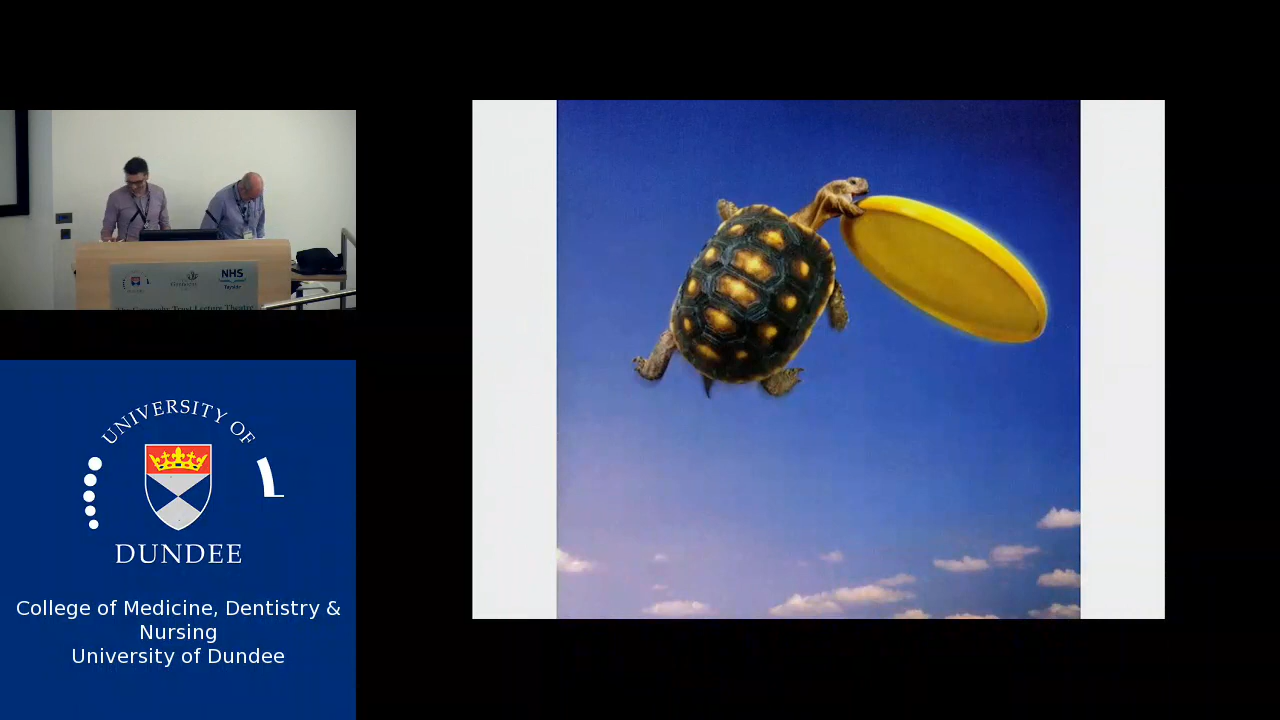 NHS
Tayside
UNIVERSITY OF
DUNDEE
College of Medicine, Dentistry &
Nursing
University of Dundee